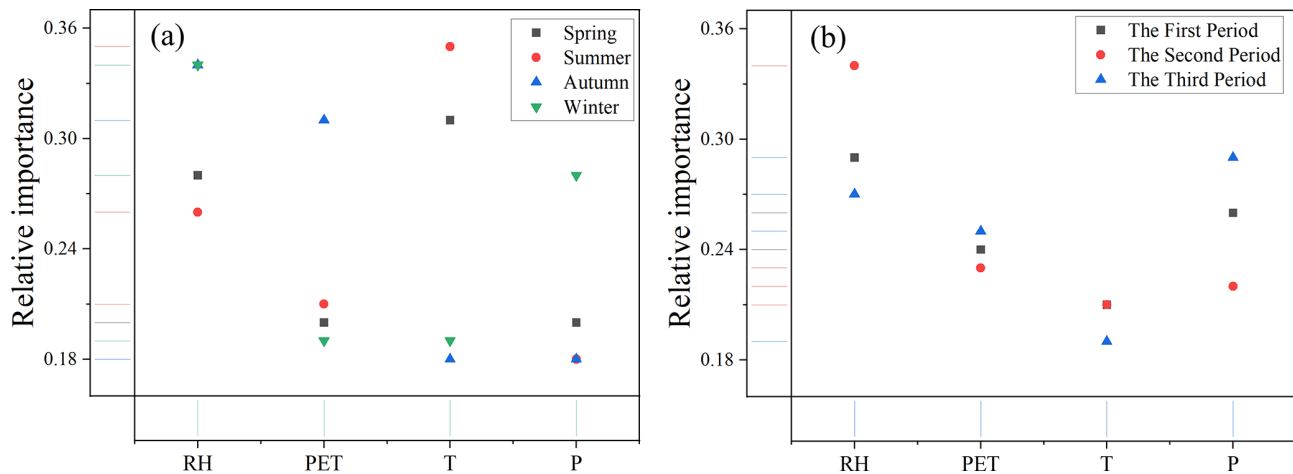 (a)
Spring
Summer
Autumn
Winter
Relative importance
0.36
0.30
0.24
0.18
RH PET T P
(b)
The First Period
The Second Period
The Third Period
Relative importance
0.36
0.30
0.24
0.18
RH PET T P